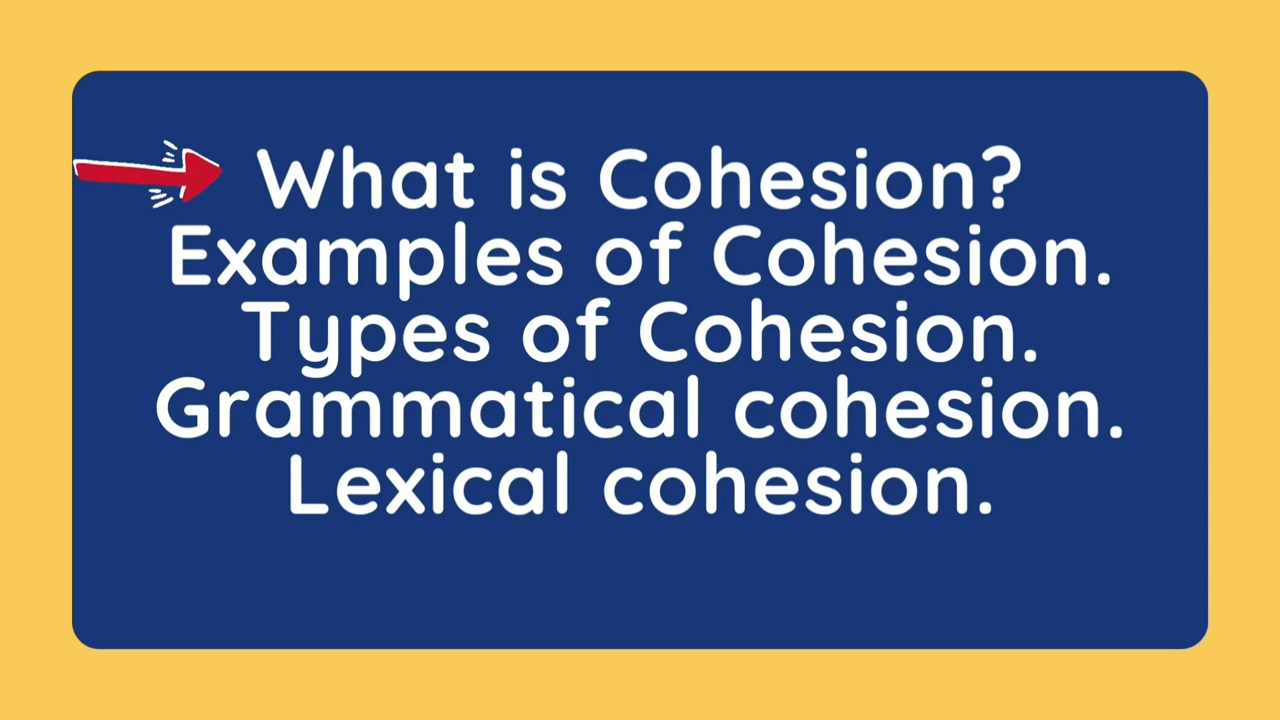 What is Cohesion?
Examples of Cohesion.
Types of Cohesion.
Grammatical cohesion.
Lexical cohesion.